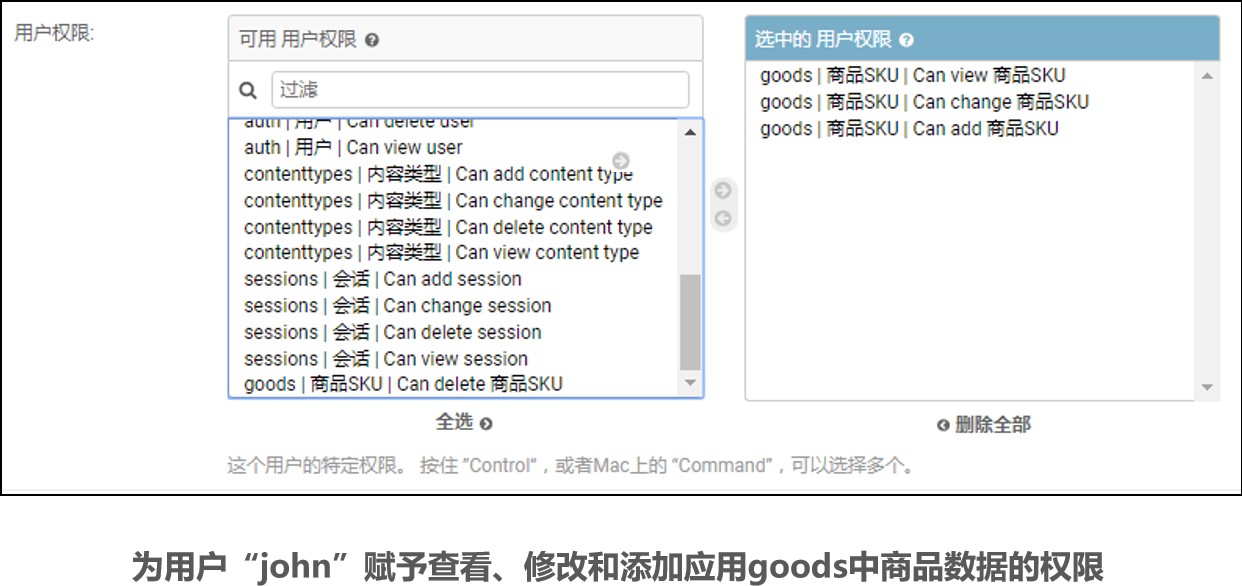 用户权限:
可用 用户权限
过滤
auth | 用户 | Can delete user
auth | 用户 | Can view user
contenttypes | 内容类型 | Can add content type
contenttypes | 内容类型 | Can change content type
contenttypes | 内容类型 | Can delete content type
contenttypes | 内容类型 | Can view content type
sessions | 会话 | Can add session
sessions | 会话 | Can change session
sessions | 会话 | Can delete session
sessions | 会话 | Can view session
goods | 商品SKU | Can delete 商品SKU
全选
选中的 用户权限
goods | 商品SKU | Can view 商品SKU
goods | 商品SKU | Can change 商品SKU
goods | 商品SKU | Can add 商品SKU
删除全部
这个用户的特定权限。 按住 ”Control“，或者Mac上的 “Command”，可以选择多个。
为用户“john”赋予查看、修改和添加应用goods中商品数据的权限